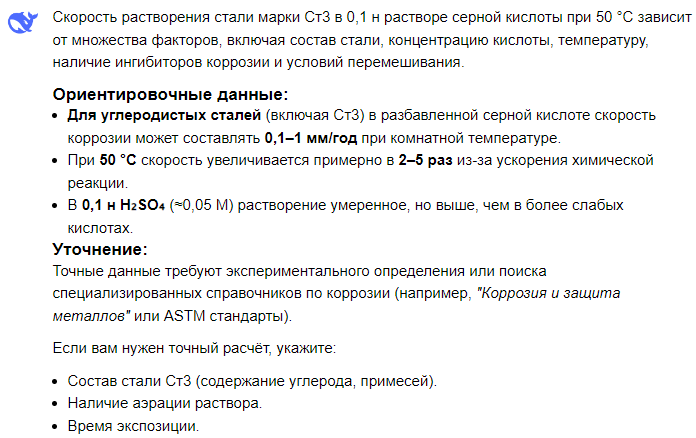 Скорость растворения стали марки Ст3 в 0,1 н растворе серной кислоты при 50 °C зависит
от множества факторов, включая состав стали, концентрацию кислоты, температуру,
наличие ингибиторов коррозии и условий перемешивания.
Ориентировочные данные:
• Для углеродистых сталей (включая Ст3) в разбавленной серной кислоте скорость
коррозии может составлять 0,1–1 мм/год при комнатной температуре.
• При 50 °C скорость увеличивается примерно в 2–5 раз из-за ускорения химической
реакции.
• В 0,1 н H₂SO₄ (≈0,05 М) растворение умеренное, но выше, чем в более слабых
кислотах.
Уточнение:
Точные данные требуют экспериментального определения или поиска
специализированных справочников по коррозии (например, "Коррозия и защита
металлов" или ASTM стандарты).
Если вам нужен точный расчёт, укажите:
• Состав стали Ст3 (содержание углерода, примесей).
• Наличие аэрации раствора.
• Время экспозиции.